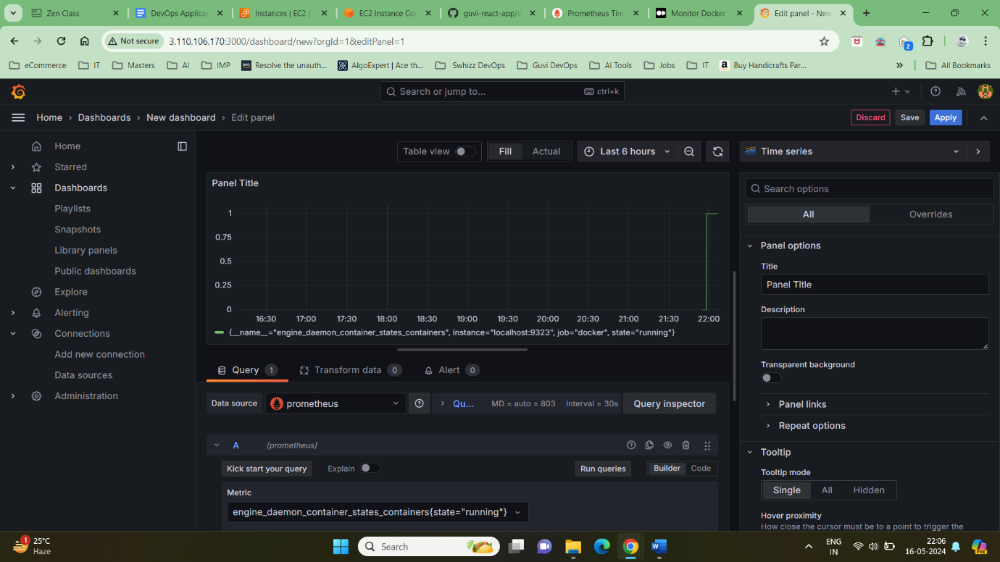 Zen Class
DevOps Applicat
Instances | EC2 |
EC2 Instance Co
guvi-react-app/d
Prometheus Tim
Monitor Docker
Edit panel - New
Not secure
3.110.106.170:3000/dashboard/new?orgId=1&editPanel=1
2
eCommerce
IT
Masters
AI
IMP
Resolve the unauth...
AlgoExpert | Ace th...
Swhizz DevOps
Guvi DevOps
AI Tools
Jobs
IT
Buy Handicrafts Par...
»
All Bookmarks
Search or jump to...
ctrl+k
Home › Dashboards › New dashboard › Edit panel
Discard
Save
Apply
Home
Starred
Dashboards
Playlists
Snapshots
Library panels
Public dashboards
Explore
Alerting
Connections
Add new connection
Data sources
Administration
Table view
Fill
Actual
Last 6 hours
Time series
Panel Title
1
0.75
0.5
0.25
0
16:30 17:00 17:30 18:00 18:30 19:00 19:30 20:00 20:30 21:00 21:30 22:00
{__name__="engine_daemon_container_states_containers", instance="localhost:9323", job="docker", state="running"}
Query 1
Transform data 0
Alert 0
Data source
prometheus
Qu...
MD = auto = 803
Interval = 30s
Query inspector
A
(prometheus)
Kick start your query
Explain
Run queries
Builder
Code
Metric
engine_daemon_container_states_containers{state="running"}
Search options
All
Overrides
Panel options
Title
Panel Title
Description
Transparent background
Panel links
Repeat options
Tooltip
Tooltip mode
Single
All
Hidden
Hover proximity
How close the cursor must be to a point to trigger the
1
25°C
Haze
Search
ENG
IN
22:06
16-05-2024
PRE